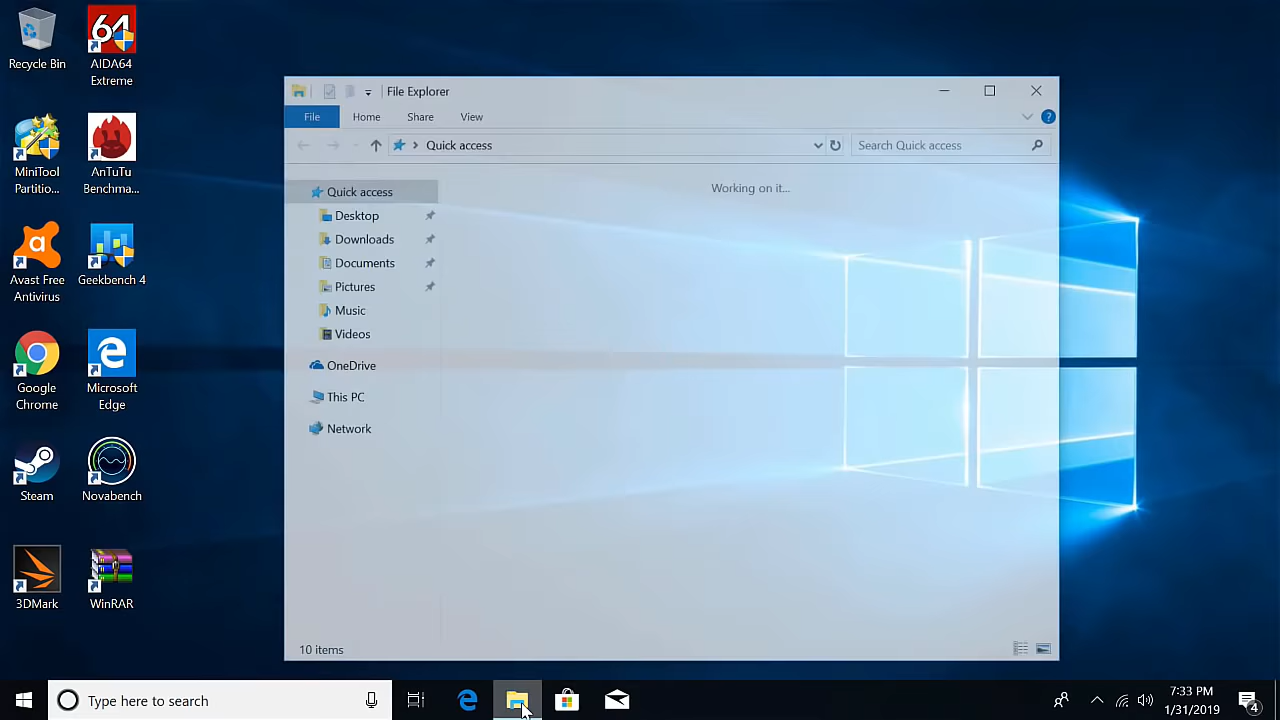 Recycle Bin
64
AIDA64
Extreme
MiniTool
Partitio...
AnTuTu
Benchma...
Avast Free
Antivirus
Geekbench 4
Google
Chrome
Microsoft
Edge
Steam
Novabench
3DMark
WinRAR
File Explorer
File
Home
Share
View
?
Quick access
Search Quick access
Quick access
Desktop
Downloads
Documents
Pictures
Music
Videos
OneDrive
This PC
Network
Working on it...
10 items
Type here to search
7:33 PM
1/31/2019
4